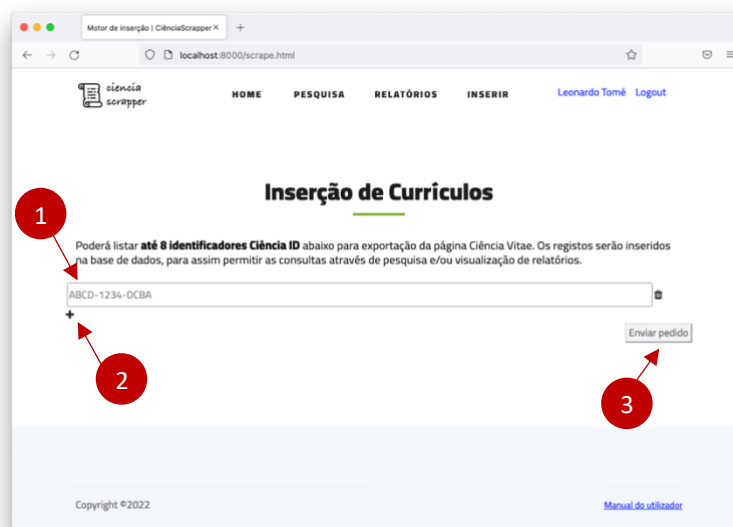 Motor de inserção | CiênciaScrapper × +
localhost:8000/scrape.html
ciencia
scrapper
HOME PESQUISA RELATÓRIOS INSERIR Leonardo Tomé Logout
Inserção de Currículos
1
Poderá listar até 8 identificadores Ciência ID abaixo para exportação da página Ciência Vitae. Os registos serão inseridos
na base de dados, para assim permitir as consultas através de pesquisa e/ou visualização de relatórios.
ABCD-1234-DCBA
Enviar pedido
2
3
Copyright ©2022
Manual do utilizador